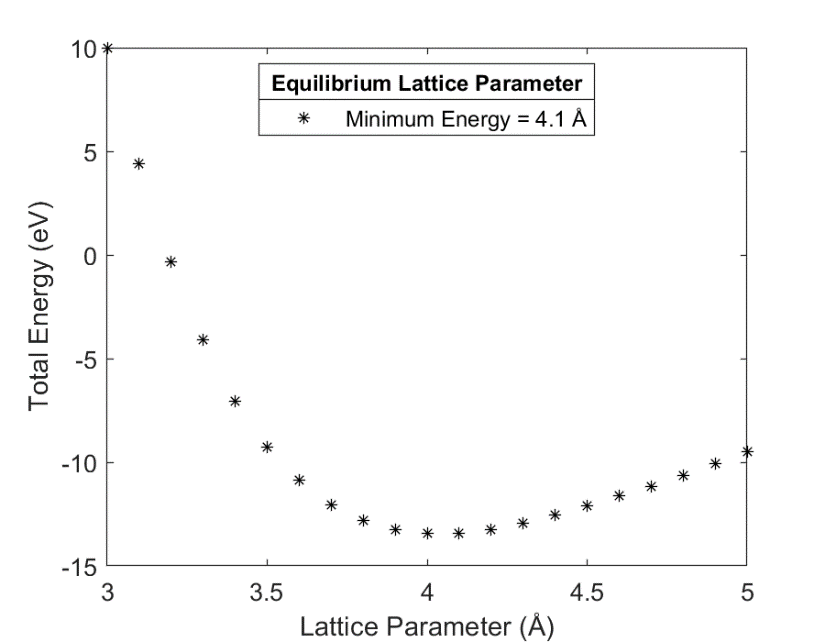 Equilibrium Lattice Parameter
Minimum Energy = 4.1 Å
10
5
0
-5
-10
-15
Total Energy (eV)
3 3.5 4 4.5 5
Lattice Parameter (Å)